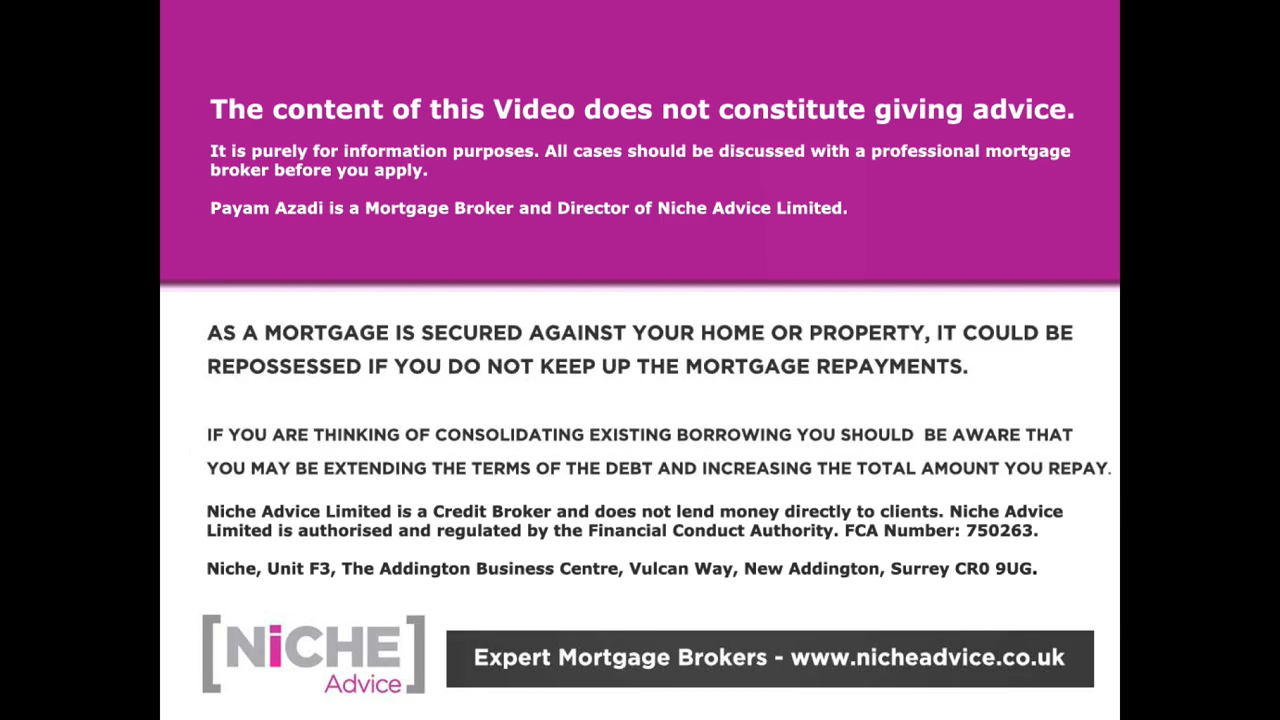 The content of this Video does not constitute giving advice.
It is purely for information purposes. All cases should be discussed with a professional mortgage
broker before you apply.
Payam Azadi is a Mortgage Broker and Director of Niche Advice Limited.
AS A MORTGAGE IS SECURED AGAINST YOUR HOME OR PROPERTY, IT COULD BE
REPOSSESSED IF YOU DO NOT KEEP UP THE MORTGAGE REPAYMENTS.
IF YOU ARE THINKING OF CONSOLIDATING EXISTING BORROWING YOU SHOULD BE AWARE THAT
YOU MAY BE EXTENDING THE TERMS OF THE DEBT AND INCREASING THE TOTAL AMOUNT YOU REPAY.
Niche Advice Limited is a Credit Broker and does not lend money directly to clients. Niche Advice
Limited is authorised and regulated by the Financial Conduct Authority. FCA Number: 750263.
Niche, Unit F3, The Addington Business Centre, Vulcan Way, New Addington, Surrey CR0 9UG.
[NiCHE
Advice]
Expert Mortgage Brokers - www.nicheadvice.co.uk